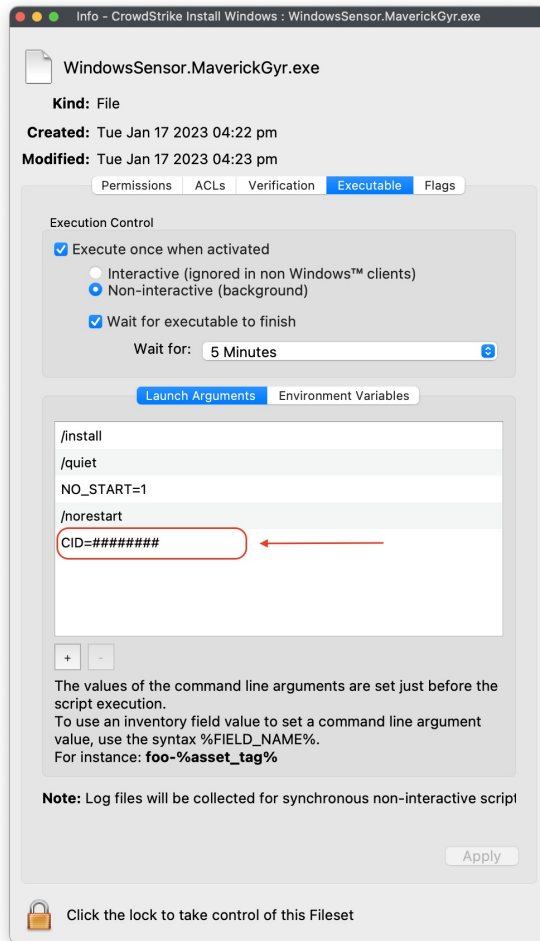 Info - CrowdStrike Install Windows : WindowsSensor.MaverickGyr.exe
WindowsSensor.MaverickGyr.exe
Kind: File
Created: Tue Jan 17 2023 04:22 pm
Modified: Tue Jan 17 2023 04:23 pm
Permissions ACLs Verification Executable Flags
Execution Control
Execute once when activated
Interactive (ignored in non Windows™ clients)
Non-interactive (background)
Wait for executable to finish
Wait for: 5 Minutes
Launch Arguments Environment Variables
/install
/quiet
NO_START=1
/norestart
CID=########
+ -
The values of the command line arguments are set just before the
script execution.
To use an inventory field value to set a command line argument
value, use the syntax %FIELD_NAME%.
For instance: foo-%asset_tag%
Note: Log files will be collected for synchronous non-interactive script
Apply
Click the lock to take control of this Fileset